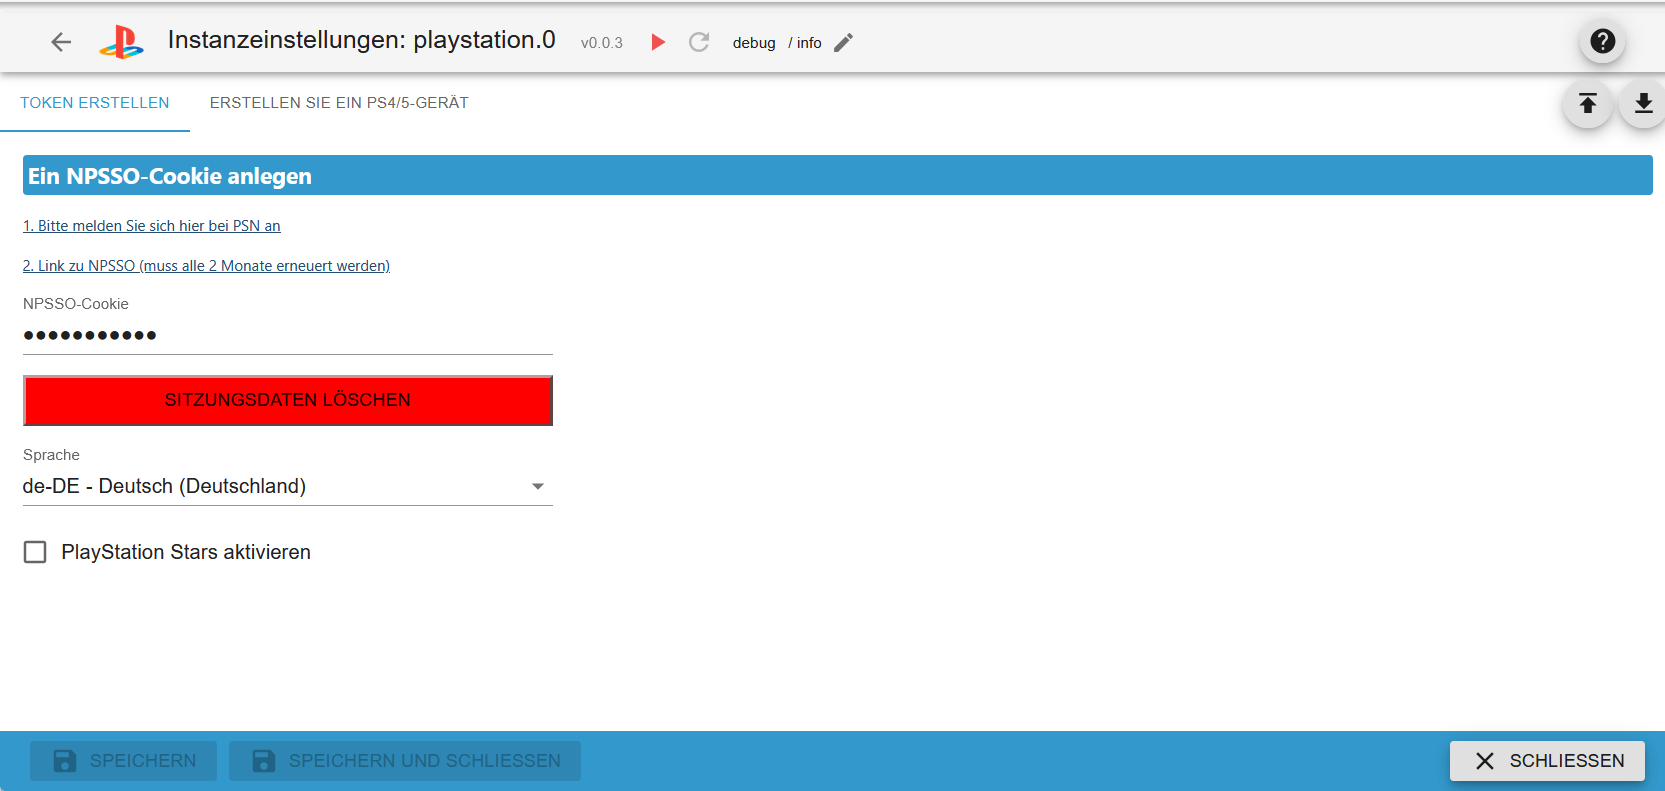 Instanzeinstellungen: playstation.0 v0.0.3 debug / info
TOKEN ERSTELLEN ERSTELLEN SIE EIN PS4/5-GERÄT
Ein NPSSO-Cookie anlegen
1. Bitte melden Sie sich hier bei PSN an
2. Link zu NPSSO (muss alle 2 Monate erneuert werden)
NPSSO-Cookie
•••••••••••
SITZUNGSDATEN LÖSCHEN
Sprache
de-DE - Deutsch (Deutschland)
PlayStation Stars aktivieren
SPEICHERN SPEICHERN UND SCHLIESSEN SCHLIESSEN